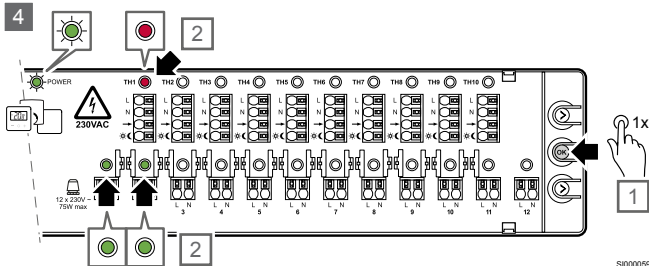 4
2
POWER
TH1 TH2 TH3 TH4 TH5 TH6 TH7 TH8 TH9 TH10
L
N
230VAC
1x
OK
1
12 x 230V ~
75W max
L N L N L N L N L N L N L N L N L N L N
3 4 5 6 7 8 9 10 11 12
2